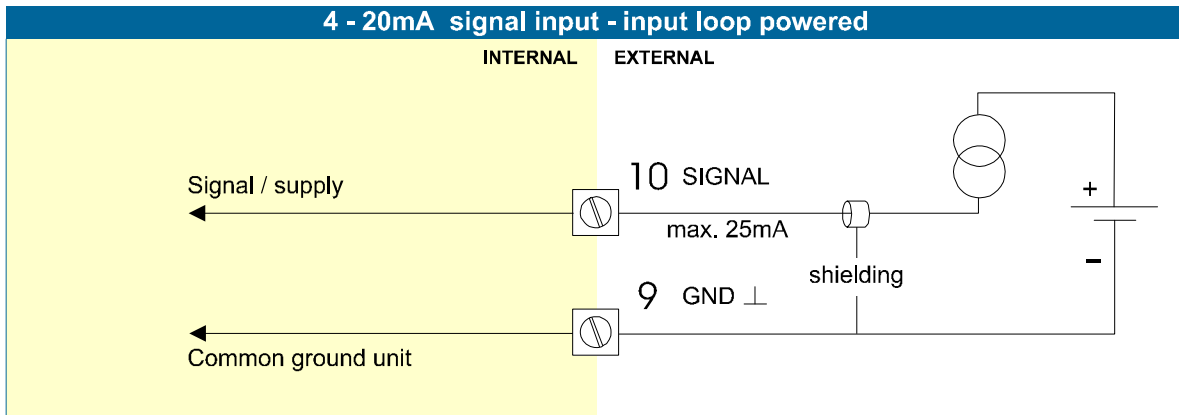 4 - 20mA signal input - input loop powered
INTERNAL EXTERNAL
Signal / supply
10 SIGNAL
max. 25mA
+
-
shielding
9 GND ⊥
Common ground unit